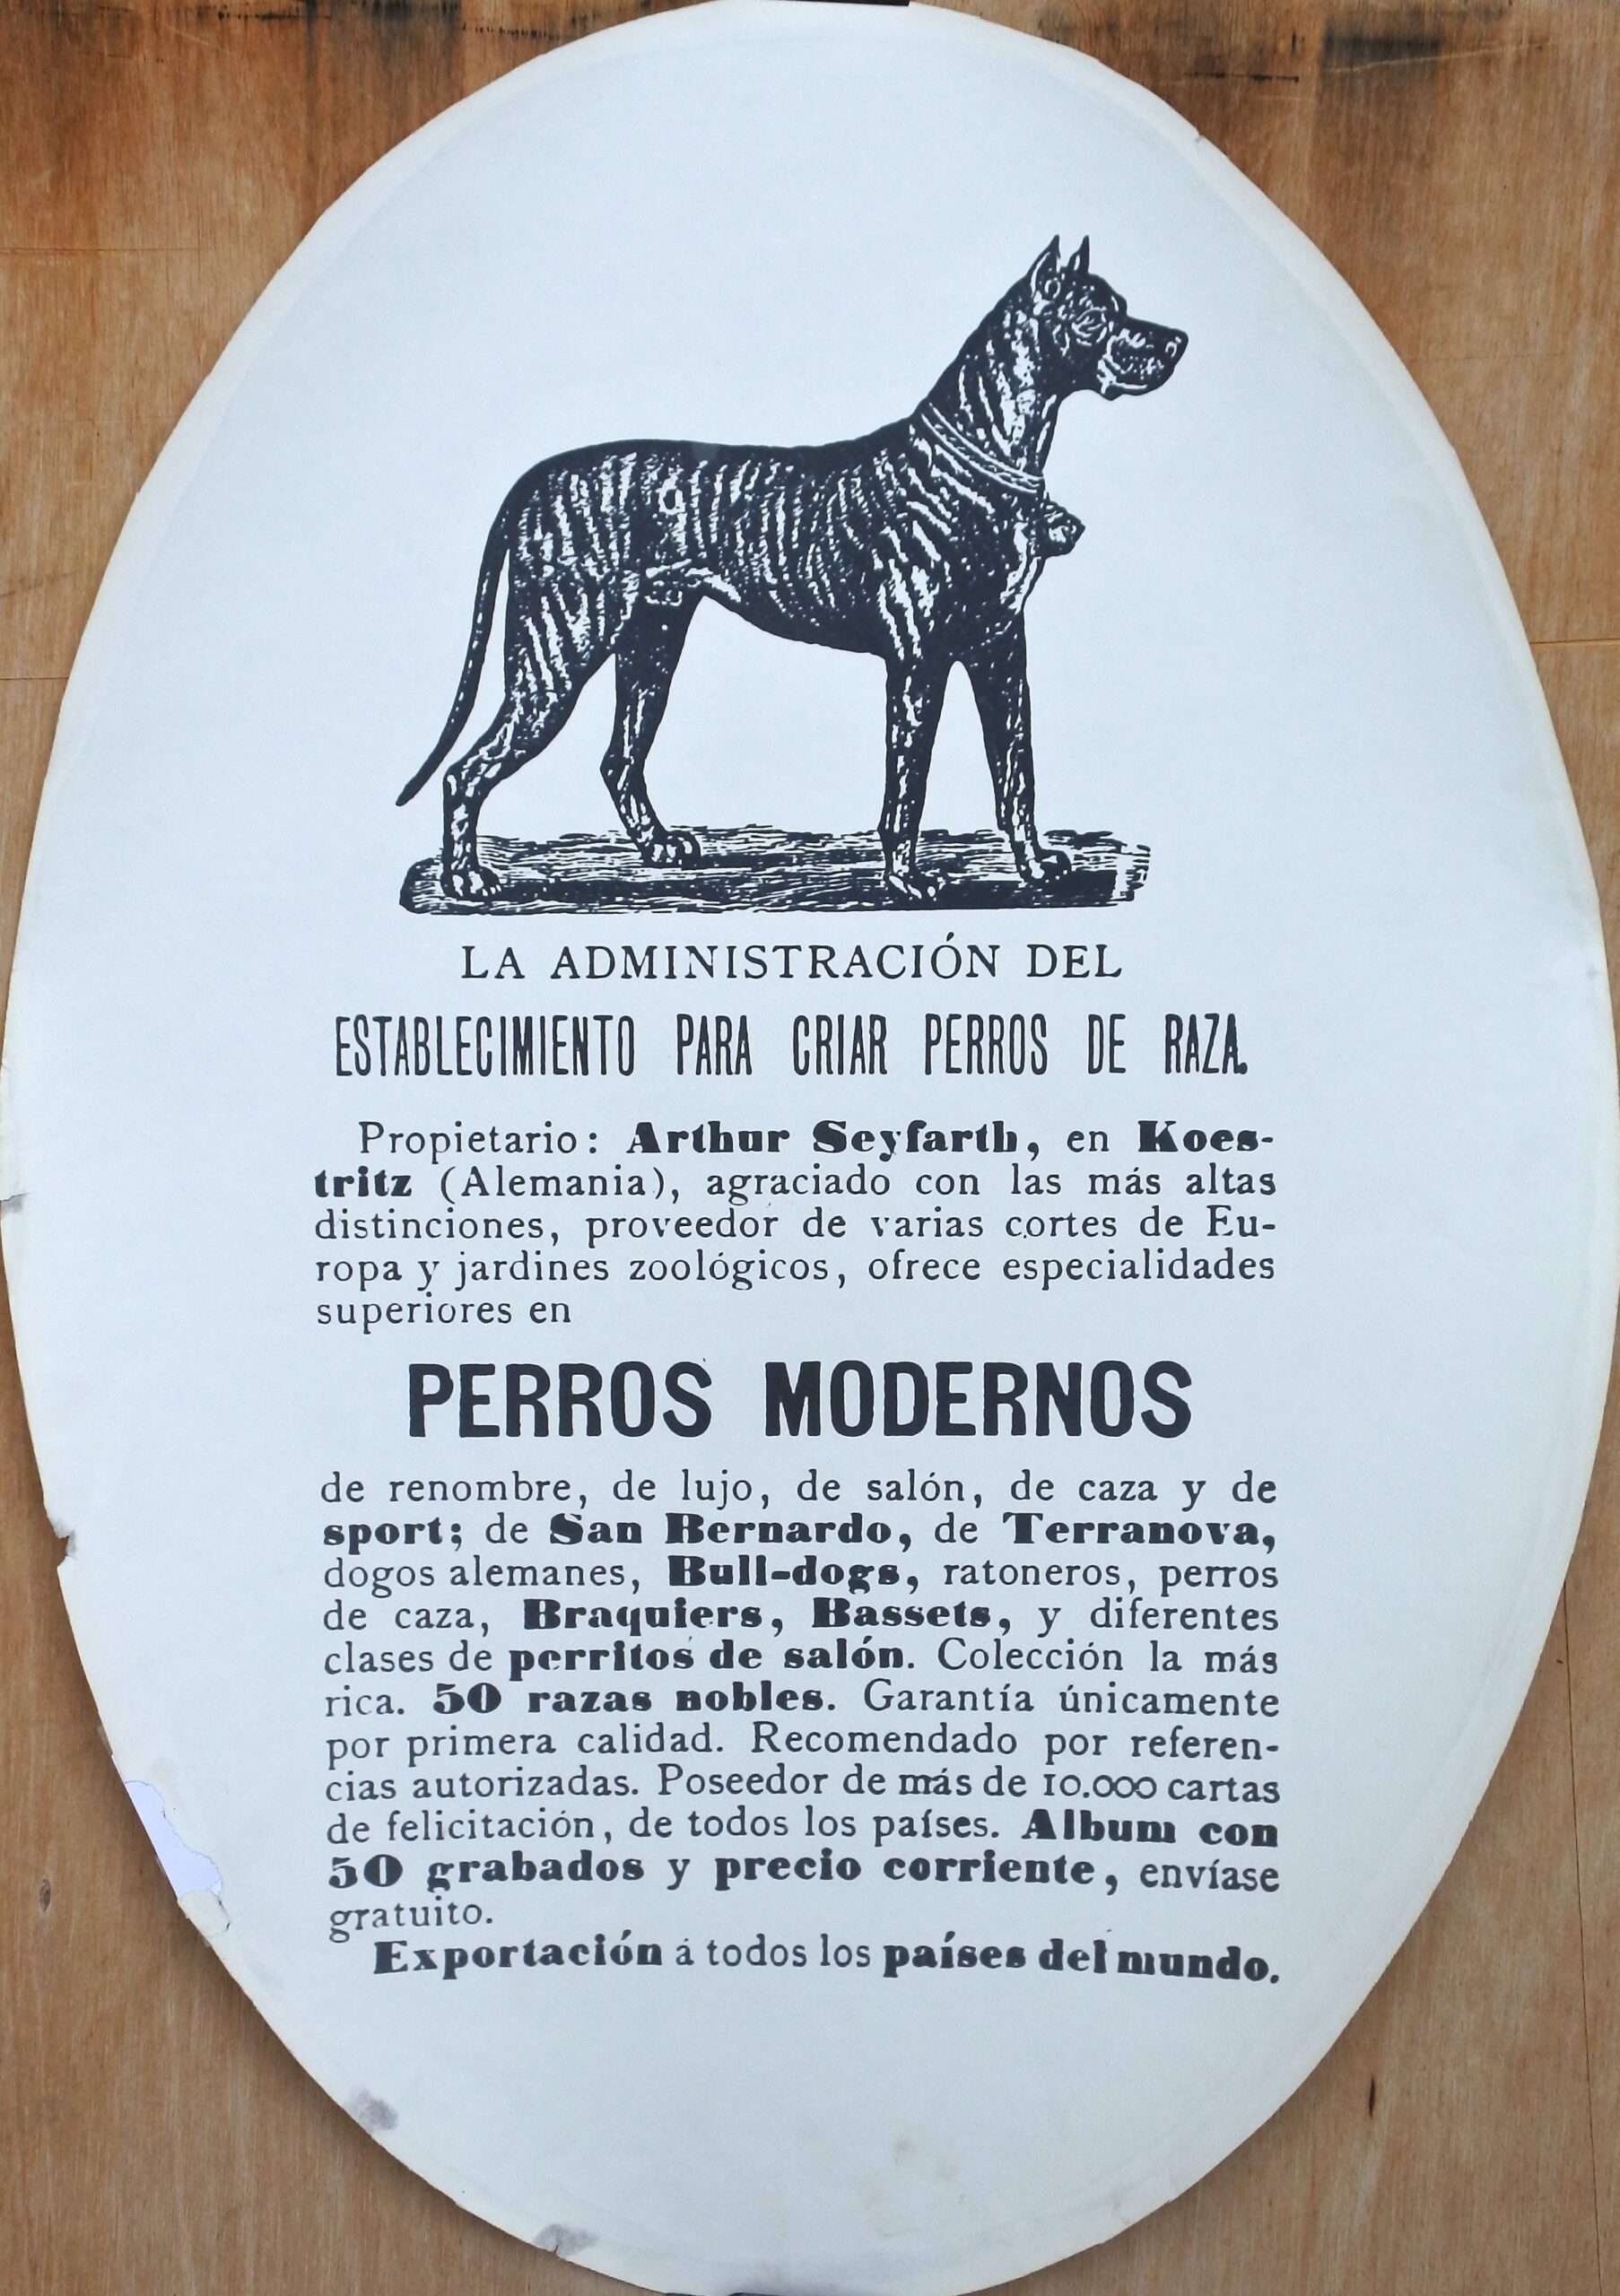 LA ADMINISTRACIÓN DEL
ESTABLECIMIENTO PARA CRIAR PERROS DE RAZA.
Propietario: Arthur Seyfarth, en Koes-
tritz (Alemania), agraciado con las más altas
distinciones, proveedor de varias cortes de Eu-
ropa y jardines zoológicos, ofrece especialidades
superiores en
PERROS MODERNOS
de renombre, de lujo, de salón, de caza y de
sport; de San Bernardo, de Terranova,
dogos alemanes, Bull-dogs, ratoneros, perros
de caza, Braquiers, Bassets, y diferentes
clases de perritos de salón. Colección la más
rica. 50 razas nobles. Garantía únicamente
por primera calidad. Recomendado por referen-
cias autorizadas. Poseedor de más de 10.000 cartas
de felicitación, de todos los países. Album con
50 grabados y precio corriente, envíase
gratuito.
Exportación á todos los países del mundo.